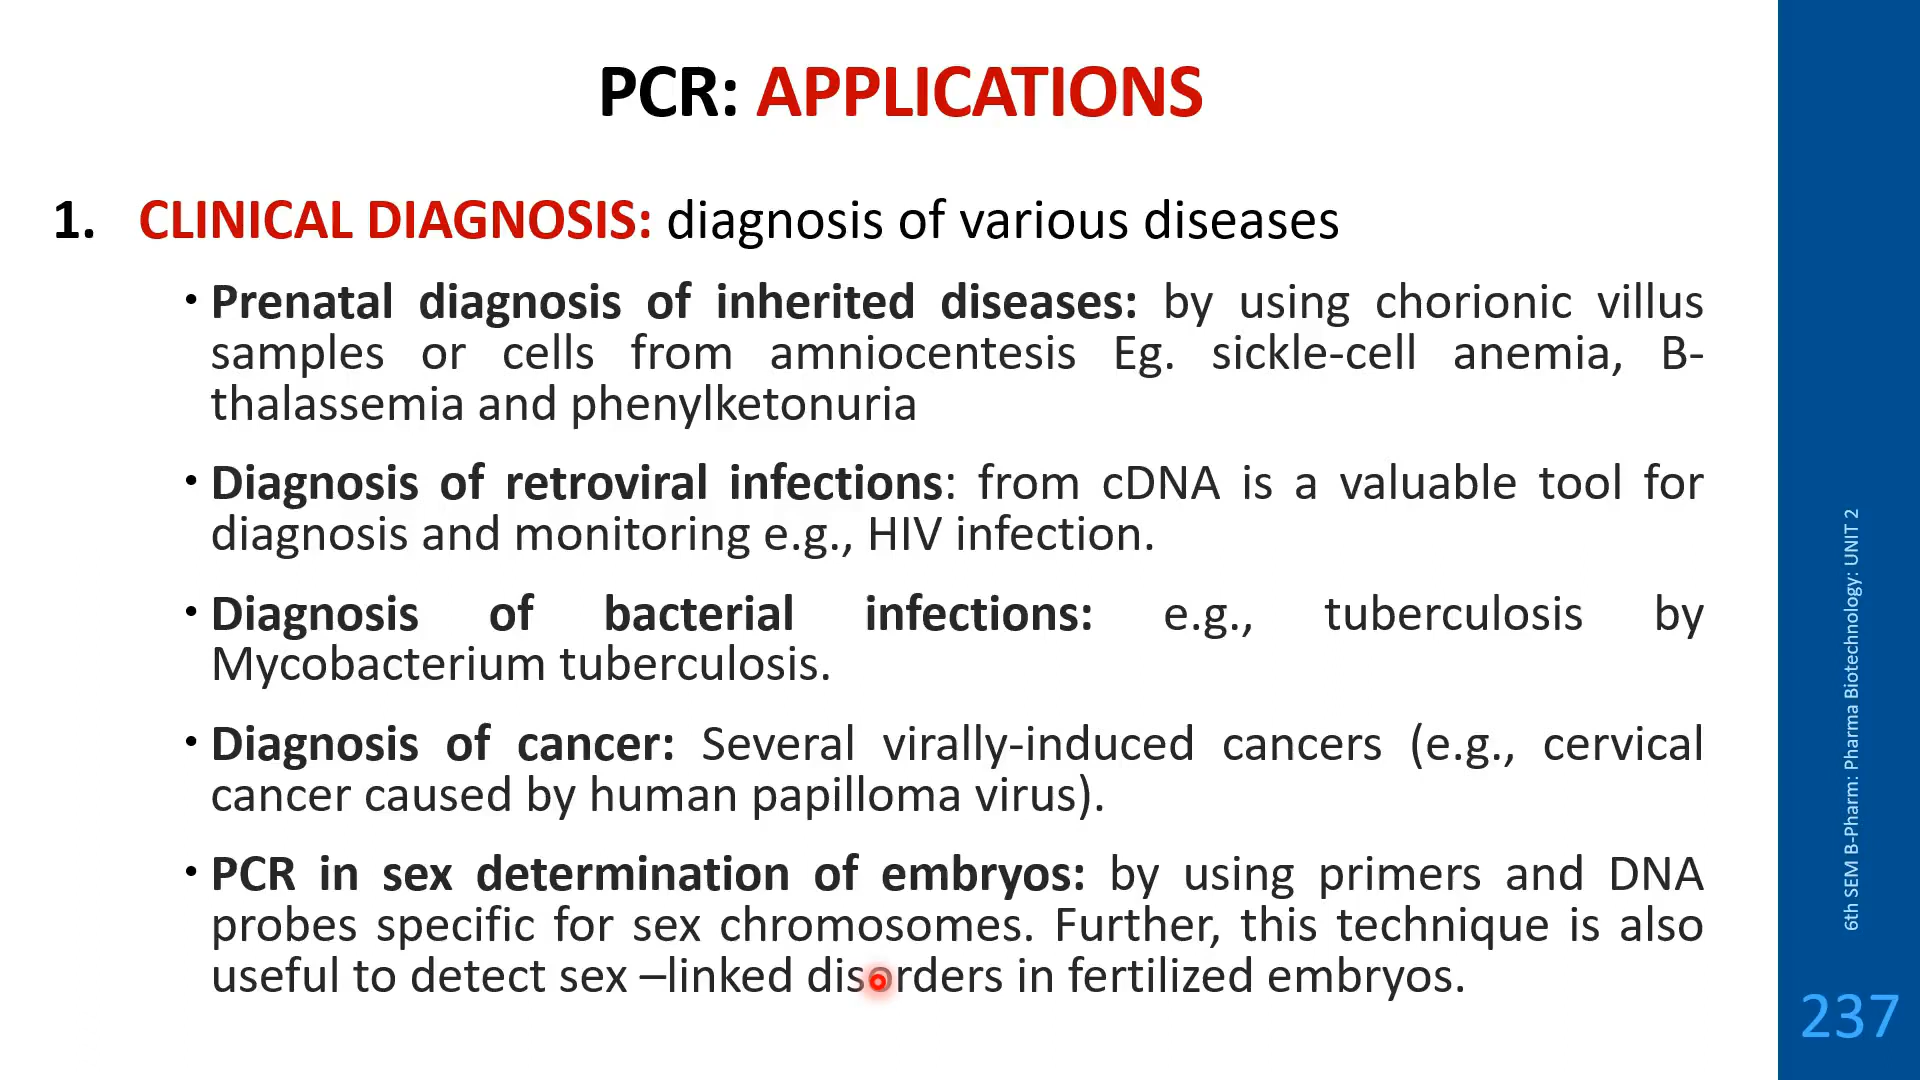 PCR: APPLICATIONS
1. CLINICAL DIAGNOSIS: diagnosis of various diseases
• Prenatal diagnosis of inherited diseases: by using chorionic villus
samples or cells from amniocentesis Eg. sickle-cell anemia, B-
thalassemia and phenylketonuria
• Diagnosis of retroviral infections: from cDNA is a valuable tool for
diagnosis and monitoring e.g., HIV infection.
• Diagnosis of bacterial infections: e.g., tuberculosis by
Mycobacterium tuberculosis.
• Diagnosis of cancer: Several virally-induced cancers (e.g., cervical
cancer caused by human papilloma virus).
• PCR in sex determination of embryos: by using primers and DNA
probes specific for sex chromosomes. Further, this technique is also
useful to detect sex –linked disorders in fertilized embryos.
6th SEM B-Pharm: Pharma Biotechnology: UNIT 2
237